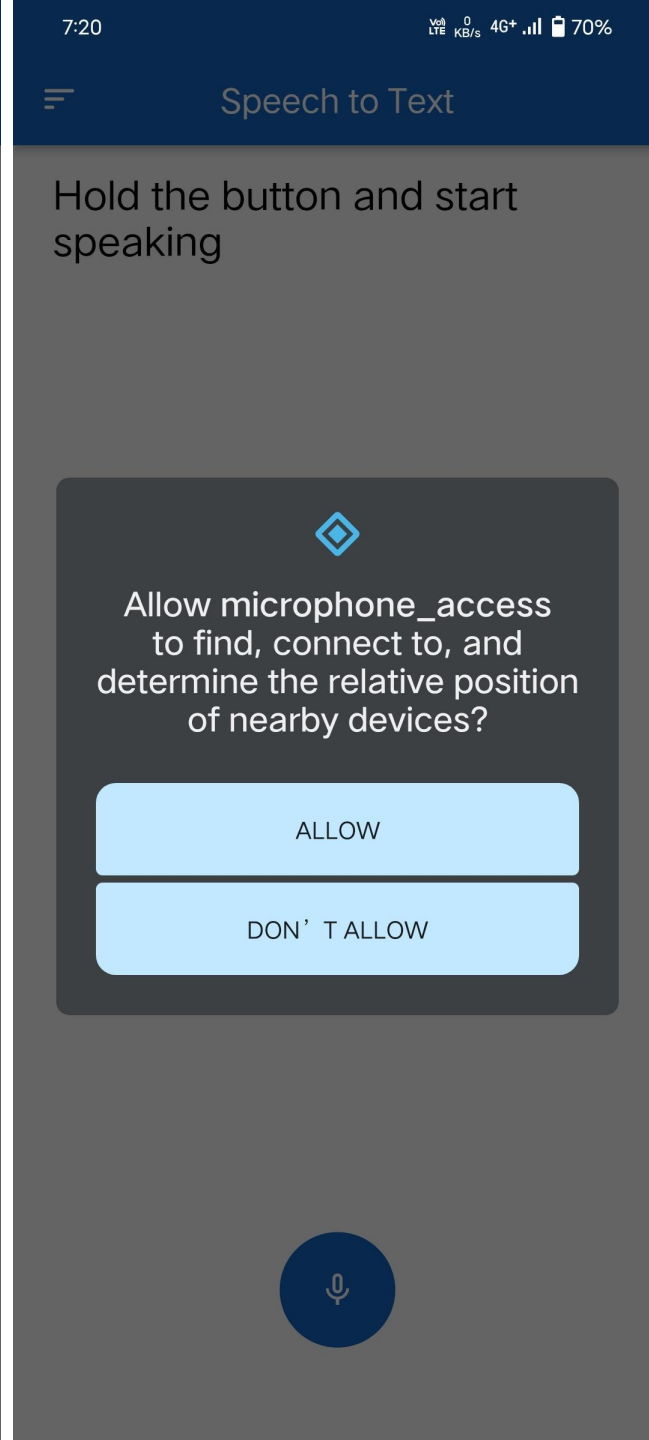 7:20 Vo) LTE 0 KB/s 4G+ 70%
Speech to Text
Hold the button and start
speaking
Allow microphone_access
to find, connect to, and
determine the relative position
of nearby devices?
ALLOW
DON’T ALLOW